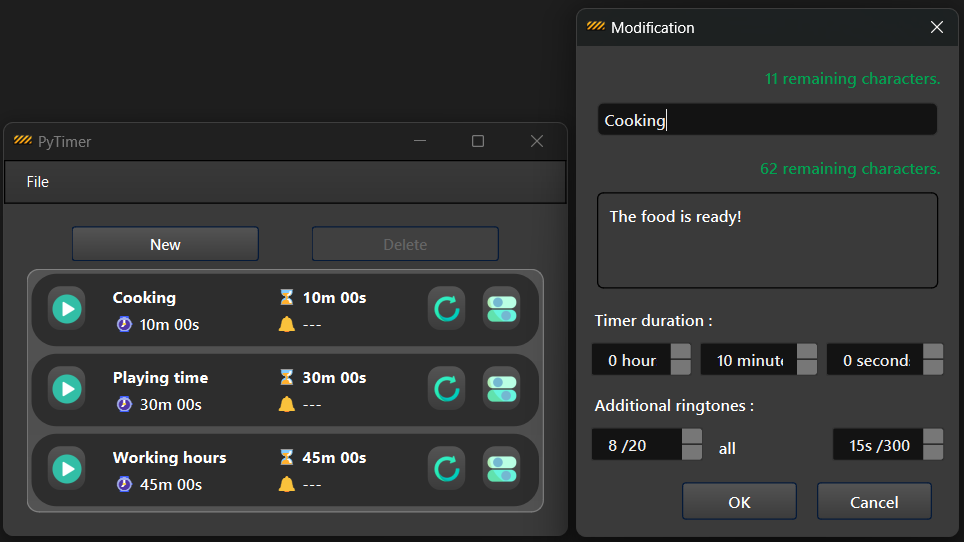 PyTimer
File
New Delete
Cooking 10m 00s
10m 00s ---
Playing time 30m 00s
30m 00s ---
Working hours 45m 00s
45m 00s ---
Modification
11 remaining characters.
Cooking
62 remaining characters.
The food is ready!
Timer duration :
0 hour 10 minut 0 second
Additional ringtones :
8 /20 all 15s /300
OK Cancel